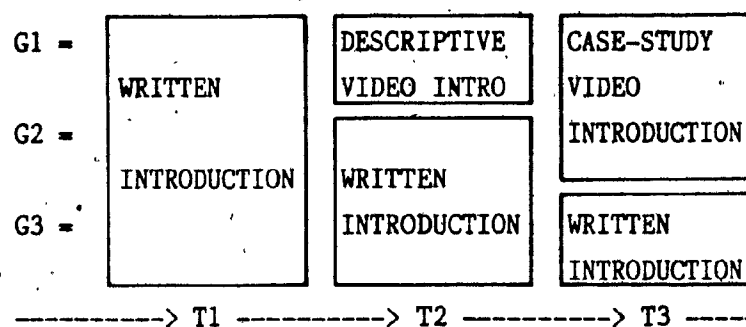 G1 = DESCRIPTIVE CASE-STUDY
WRITTEN VIDEO INTRO VIDEO
G2 = INTRODUCTION
INTRODUCTION WRITTEN
G3 = INTRODUCTION WRITTEN
INTRODUCTION
----------> T1 ----------> T2 ----------> T3 ----